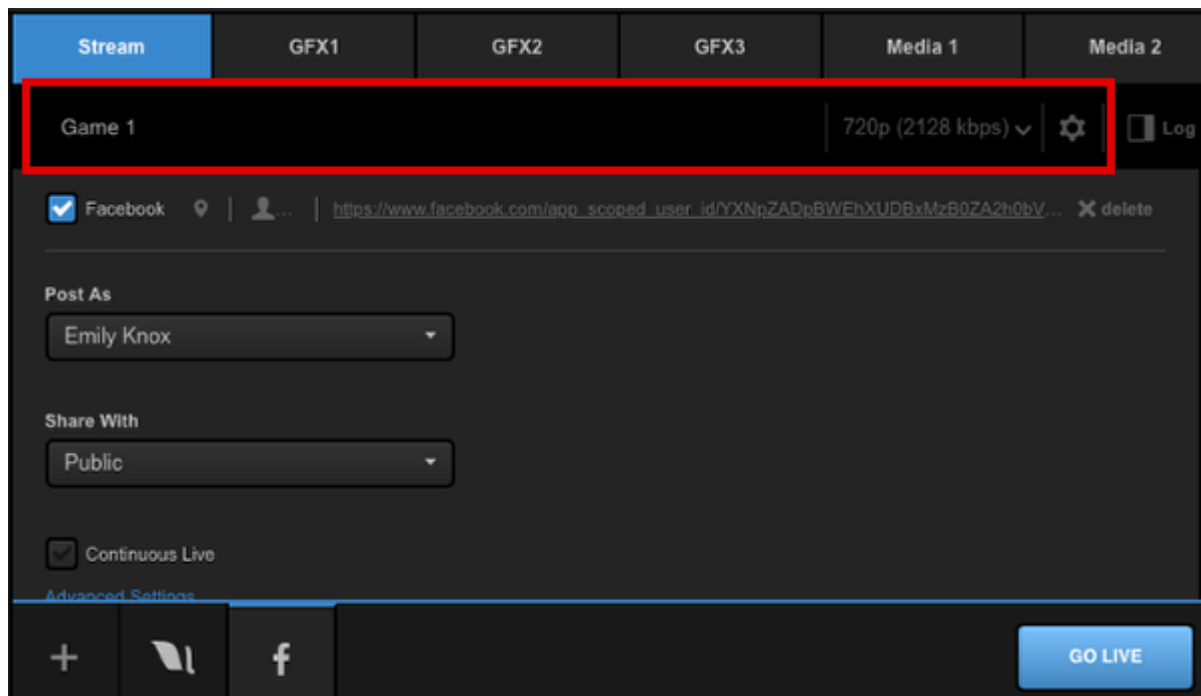 Stream GFX1 GFX2 GFX3 Media 1 Media 2
Game 1 720p (2128 kbps) Log
Facebook ... https://www.facebook.com/app_scoped_user_id/YXNpZADpBWEhXUDBxMzB0ZA2h0bV... delete
Post As
Emily Knox
Share With
Public
Continuous Live
Advanced Settings
GO LIVE